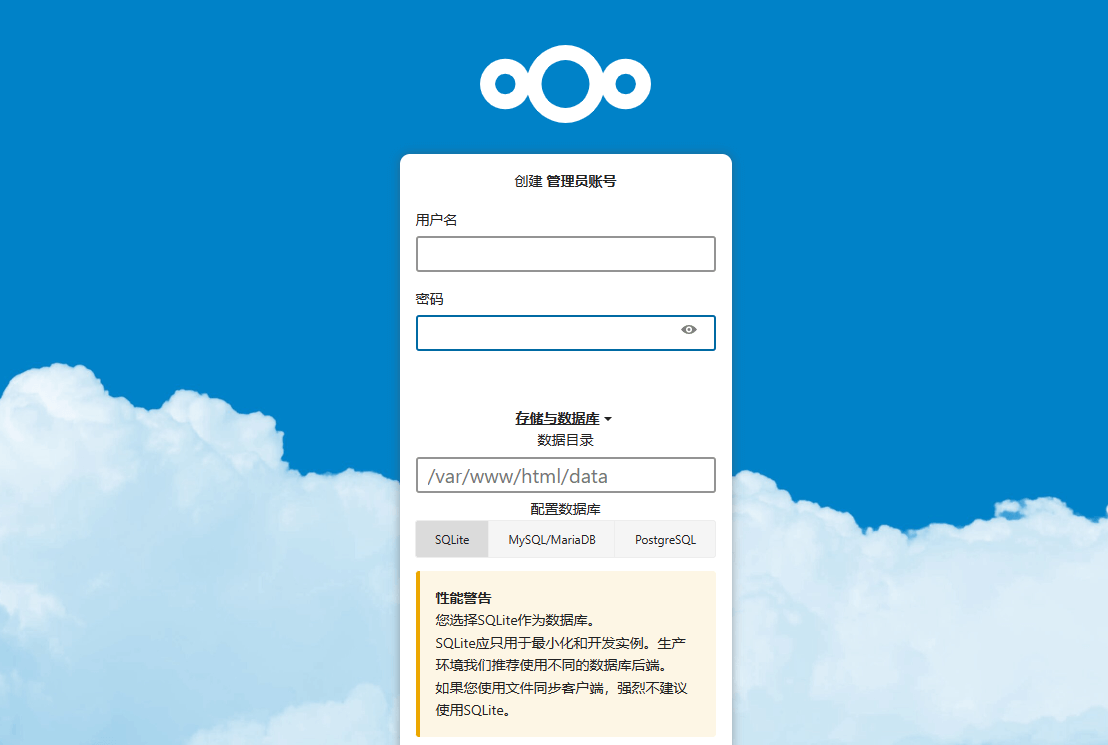 创建 管理员账号
用户名
密码
存储与数据库
数据目录
/var/www/html/data
配置数据库
SQLite MySQL/MariaDB PostgreSQL
性能警告
您选择SQLite作为数据库。
SQLite应只用于最小化和开发实例。生产
环境我们推荐使用不同的数据库后端。
如果您使用文件同步客户端，强烈不建议
使用SQLite。